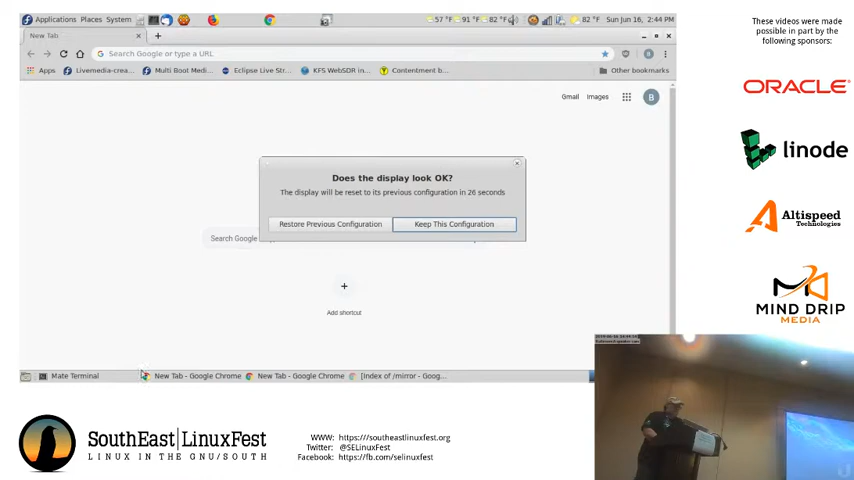 These videos were made
possible in part by the
following sponsors:
Applications Places System
57 °F
91 °F
82 °F
82 °F
Sun Jun 16, 2:44 PM
New Tab
Search Google or type a URL
B
Apps
Livemedia-crea...
Multi Boot Medi...
Eclipse Live Str...
KFS WebSDR in...
Contentment b...
Other bookmarks
Gmail
Images
B
ORACLE
linode
Altispeed
Technologies
MIND DRIP
MEDIA
Does the display look OK?
The display will be reset to its previous configuration in 26 seconds
Restore Previous Configuration
Keep This Configuration
Search Google
Add shortcut
Mate Terminal
New Tab - Google Chrome
New Tab - Google Chrome
[Index of /mirror - Goog...
SouthEast|LinuxFest
LINUX IN THE GNU/SOUTH
WWW: https:///southeastlinuxfest.org
Twitter: @SELinuxFest
Facebook: https://fb.com/selinuxfest